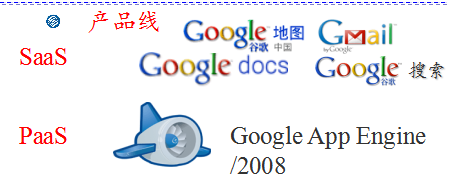 产品线
SaaS
Google 地图
谷歌 中国
Gmail
by Google
Google docs
Google 搜索
谷歌
PaaS
Google App Engine
/2008